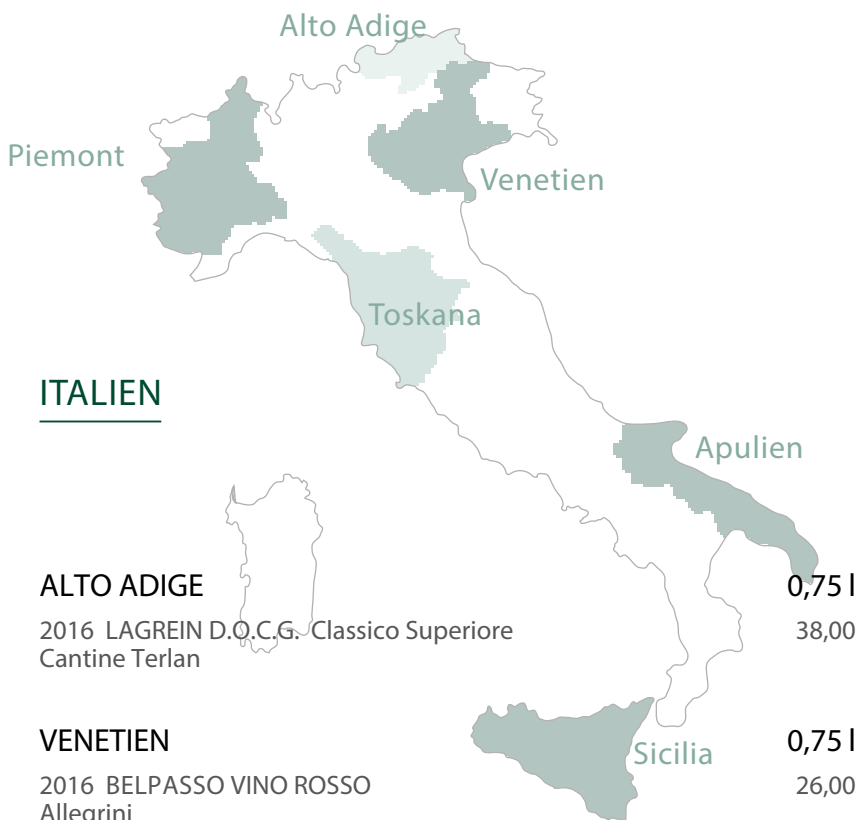 Alto Adige
Piemont
Venetien
Toskana
ITALIEN
Apulien
ALTO ADIGE 0,75 l
2016 LAGREIN D.O.C.G. Classico Superiore 38,00
Cantine Terlan
VENETIEN 0,75 l
Sicilia
2016 BELPASSO VINO ROSSO 26,00
Allegrini